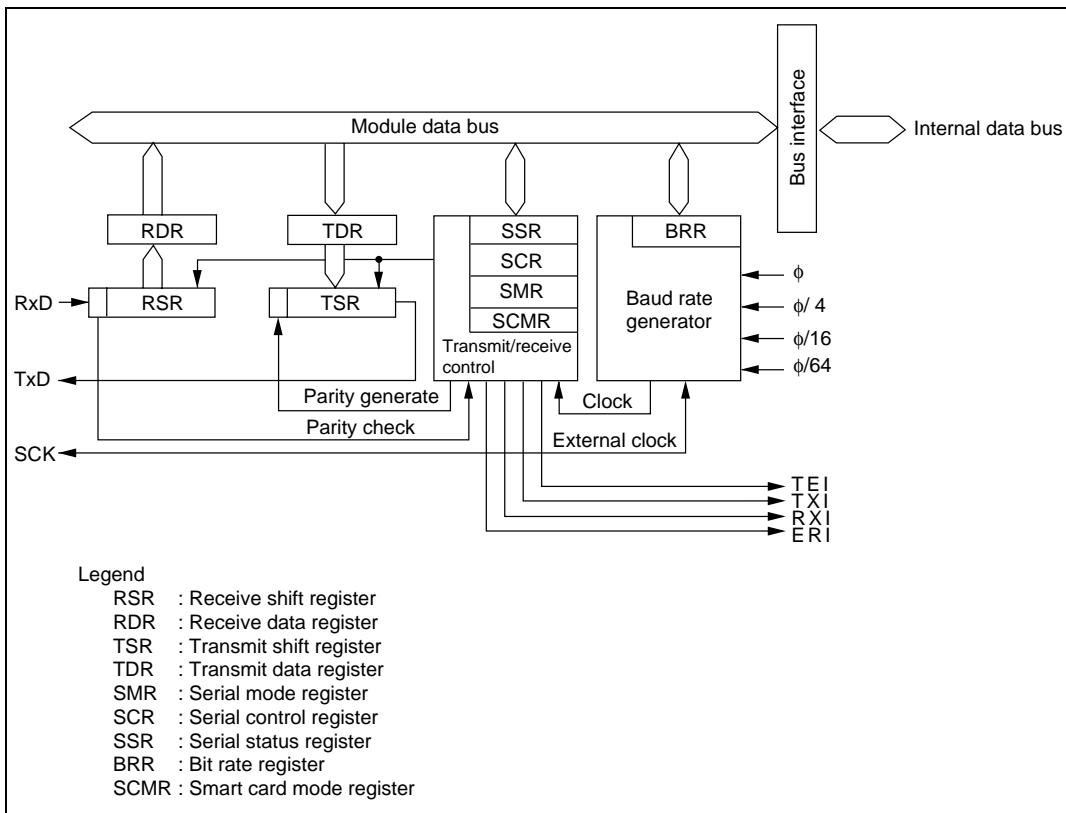 Module data bus
Bus interface
Internal data bus
RDR
TDR
SSR
BRR
SCR
RxD
RSR
TSR
SMR
Baud rate
generator
SCMR
Transmit/receive
control
ϕ
ϕ/ 4
ϕ/16
ϕ/64
TxD
Parity generate
Clock
Parity check
External clock
SCK
TEI
TXI
RXI
ERI
Legend
RSR : Receive shift register
RDR : Receive data register
TSR : Transmit shift register
TDR : Transmit data register
SMR : Serial mode register
SCR : Serial control register
SSR : Serial status register
BRR : Bit rate register
SCMR : Smart card mode register